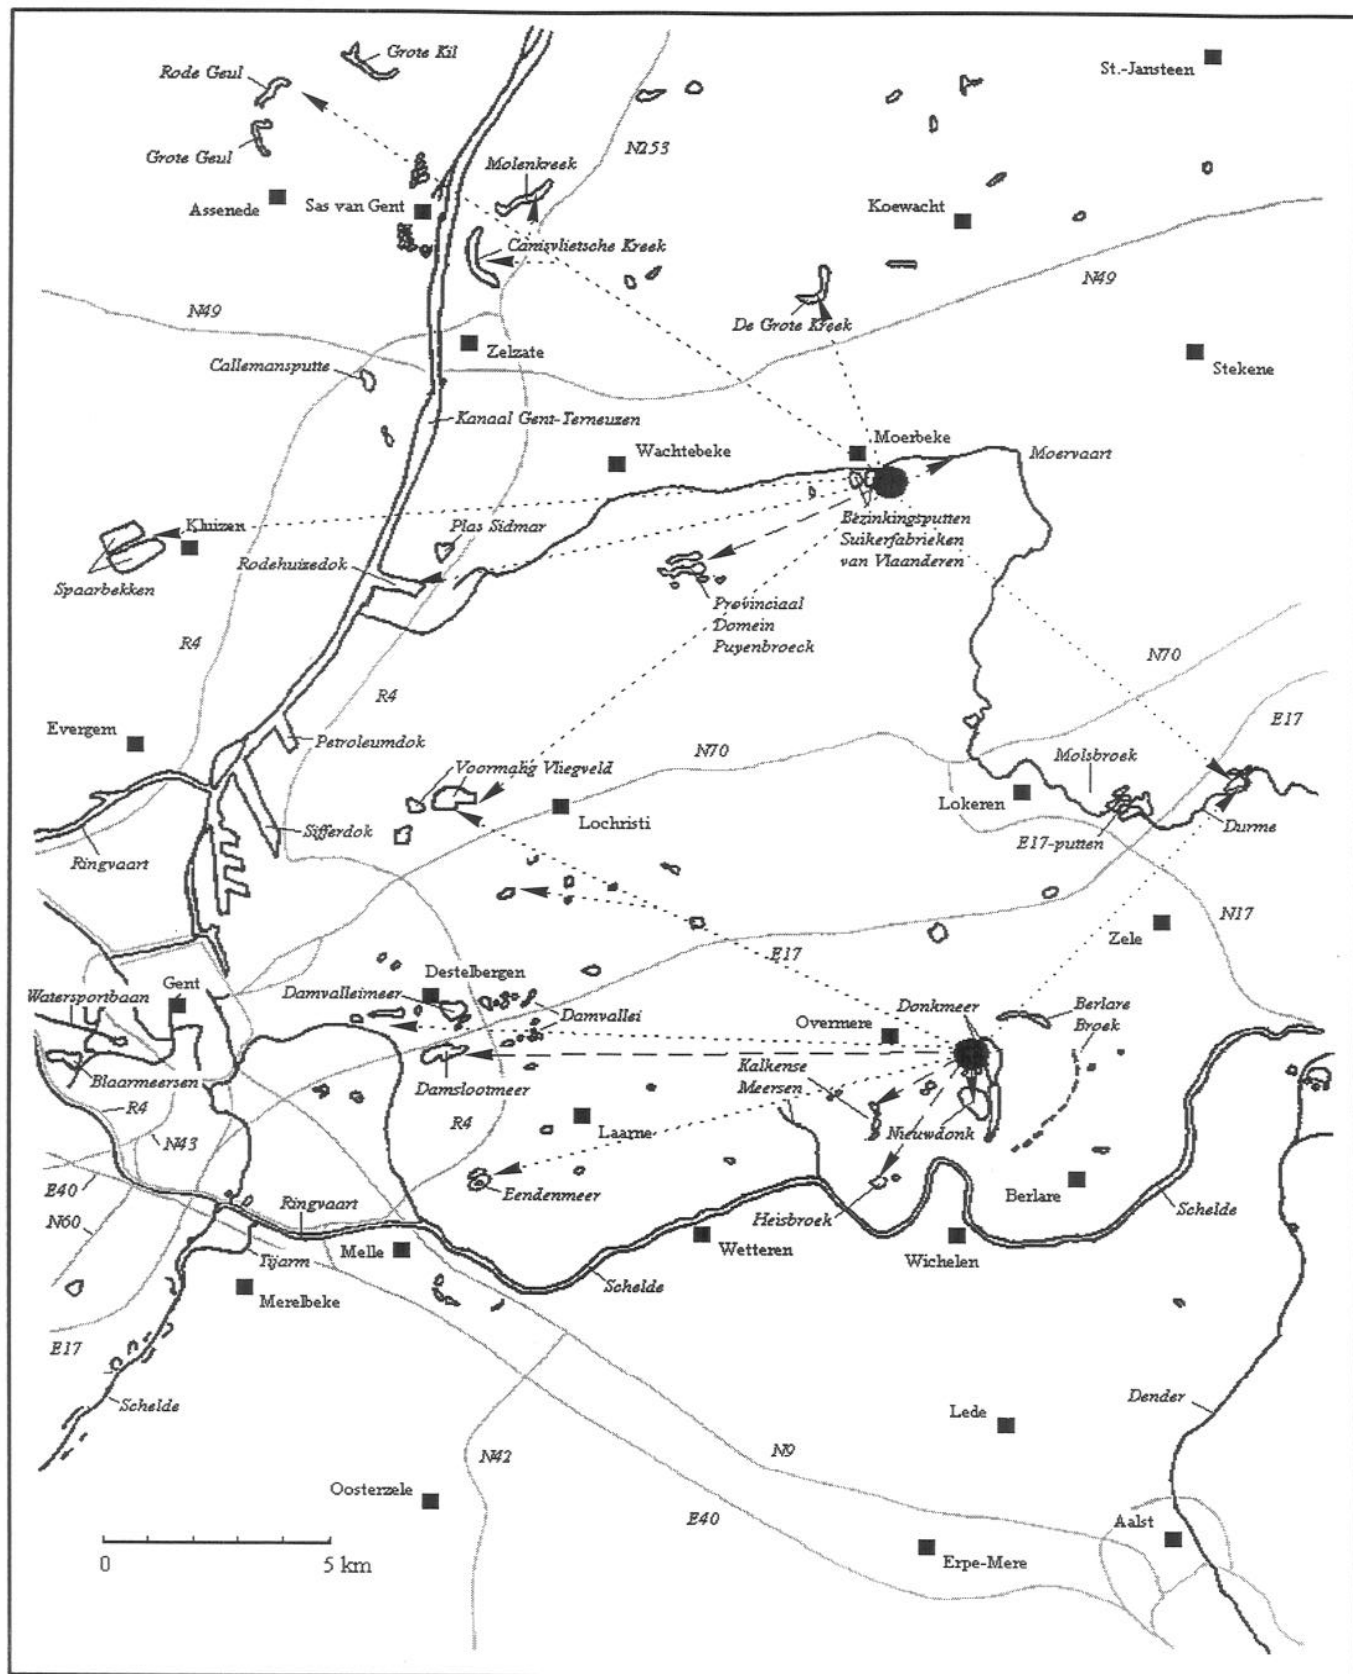 Grote Kil
Rode Geul
St.-Jansteen
Grote Geul
N253
Molenkreek
Assenede
Sas van Gent
Koewacht
Canisvlietsche Kreek
N49
N49
De Grote Kreek
Zelzate
Callemansputte
Stekene
Kanaal Gent-Terneuzen
Moerbeke
Wachtebeke
Moervaart
Kluizen
Plas Sidmar
Bezinkingsputten
Suikerfabrieken
van Vlaanderen
Rodehuizedok
Spaarbekken
Provinciaal
Domein
Puyenbroeck
R4
R4
N70
E17
Evergem
Petroleumdok
N70
Voormalig Vliegveld
Molsbroek
Lokeren
Lochristi
Sifferdok
Durme
E17-putten
Ringvaart
N17
Zele
E17
Destelbergen
Watersportbaan
Gent
Damvalleimeer
Damvallei
Donkmeer
Berlare
Broek
Overmere
Blaarmeersen
Damslootmeer
Kalkense
Meersen
R4
R4
Laarne
Nieuwdonk
N43
E40
Eendenmeer
Berlare
N60
Ringvaart
Heisbroek
Schelde
Tijarm
Melle
Wetteren
Wichelen
Schelde
Merelbeke
E17
Schelde
Dender
Lede
N42
N9
Oosterzele
E40
Aalst
0 5 km
Erpe-Mere